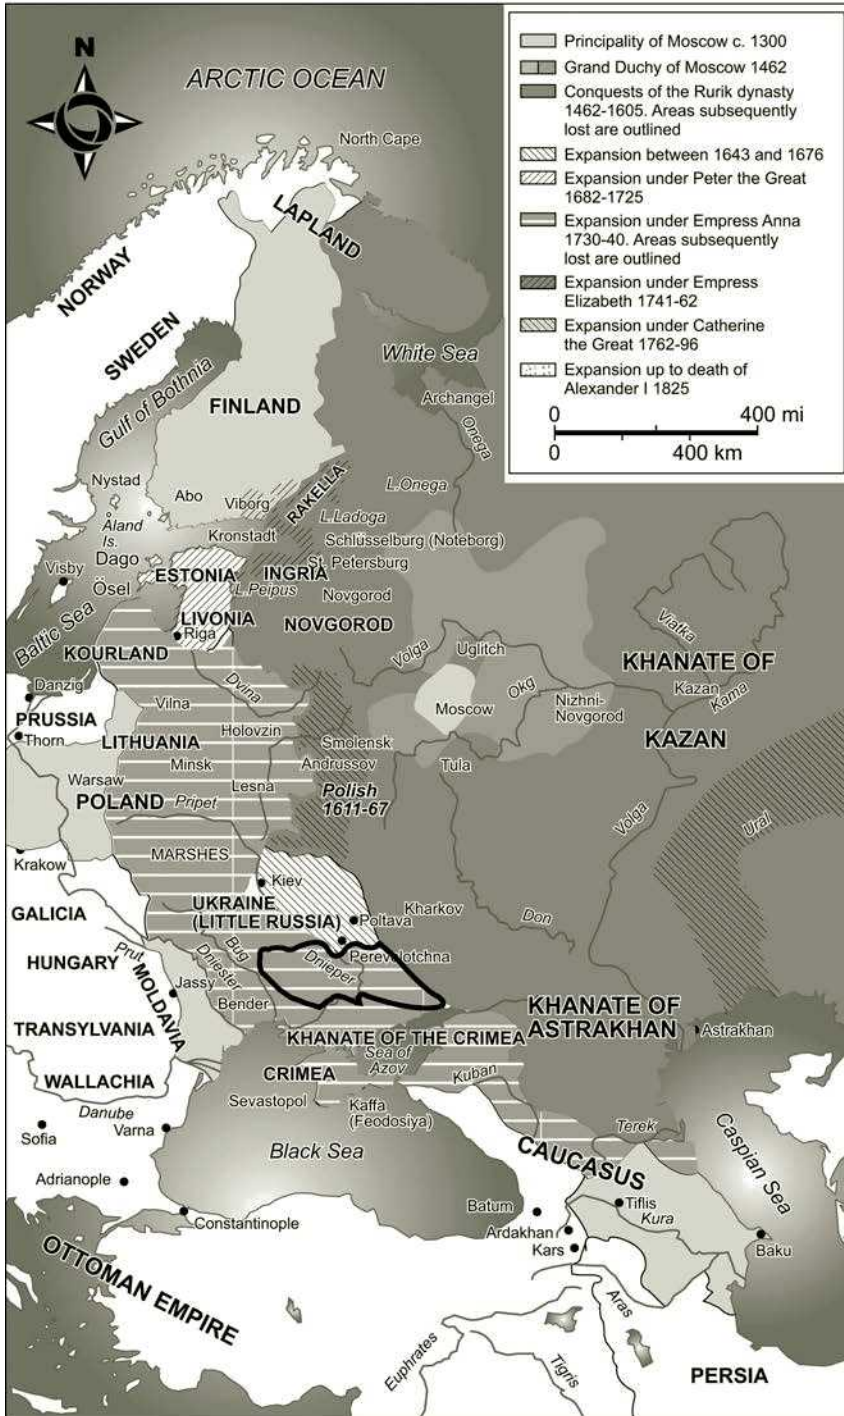 N
ARCTIC OCEAN
Principality of Moscow c. 1300
Grand Duchy of Moscow 1462
Conquests of the Rurik dynasty
1462-1605. Areas subsequently
lost are outlined
Expansion between 1643 and 1676
Expansion under Peter the Great
1682-1725
Expansion under Empress Anna
1730-40. Areas subsequently
lost are outlined
Expansion under Empress
Elizabeth 1741-62
Expansion under Catherine
the Great 1762-96
Expansion up to death of
Alexander I 1825
0 400 mi
0 400 km
North Cape
LAPLAND
NORWAY
SWEDEN
White Sea
Gulf of Bothnia
Archangel
FINLAND
Onega
Nystad
Abo
Viborg
RAKELLA
L.Onega
L.Ladoga
Åland
Is.
Kronstadt
Schlüsselburg (Noteborg)
Dago
St. Petersburg
Visby
ESTONIA
INGRIA
Ösel
L.Peipus
Novgorod
Baltic Sea
LIVONIA
NOVGOROD
Riga
KOURLAND
Volga
Uglitch
Viatka
KHANATE OF
Danzig
Dvina
Okg
Kazan
Kama
Vilna
Moscow
Nizhni-
Novgorod
PRUSSIA
Holovzin
Thorn
LITHUANIA
Smolensk
KAZAN
Minsk
Andrussov
Tula
Warsaw
Lesna
POLAND
Pripet
Polish
1611-67
Volga
Ural
Krakow
MARSHES
Kiev
GALICIA
UKRAINE
(LITTLE RUSSIA)
Poltava
Kharkov
Don
Bug
Perevolotchna
HUNGARY
Prut
Dniester
Dnieper
MOLDAVIA
Jassy
Bender
KHANATE OF
ASTRAKHAN
TRANSYLVANIA
KHANATE OF THE CRIMEA
Astrakhan
Sea of
Azov
WALLACHIA
CRIMEA
Kuban
Sevastopol
Kaffa
(Feodosiya)
Danube
Sofia
Varna
Terek
Black Sea
CAUCASUS
Caspian Sea
Adrianople
Batum
Tiflis
Constantinople
Ardakhan
Kura
Kars
Baku
OTTOMAN EMPIRE
Aras
Euphrates
Tigris
PERSIA